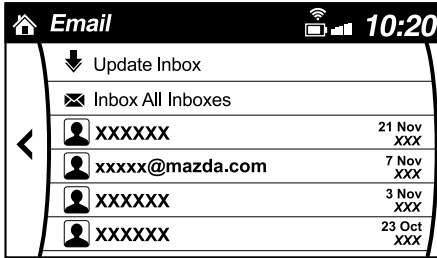 Email 10:20
Update Inbox
Inbox All Inboxes
XXXXXX 21 Nov
XXX
xxxxx@mazda.com 7 Nov
XXX
XXXXXX 3 Nov
XXX
XXXXXX 23 Oct
XXX